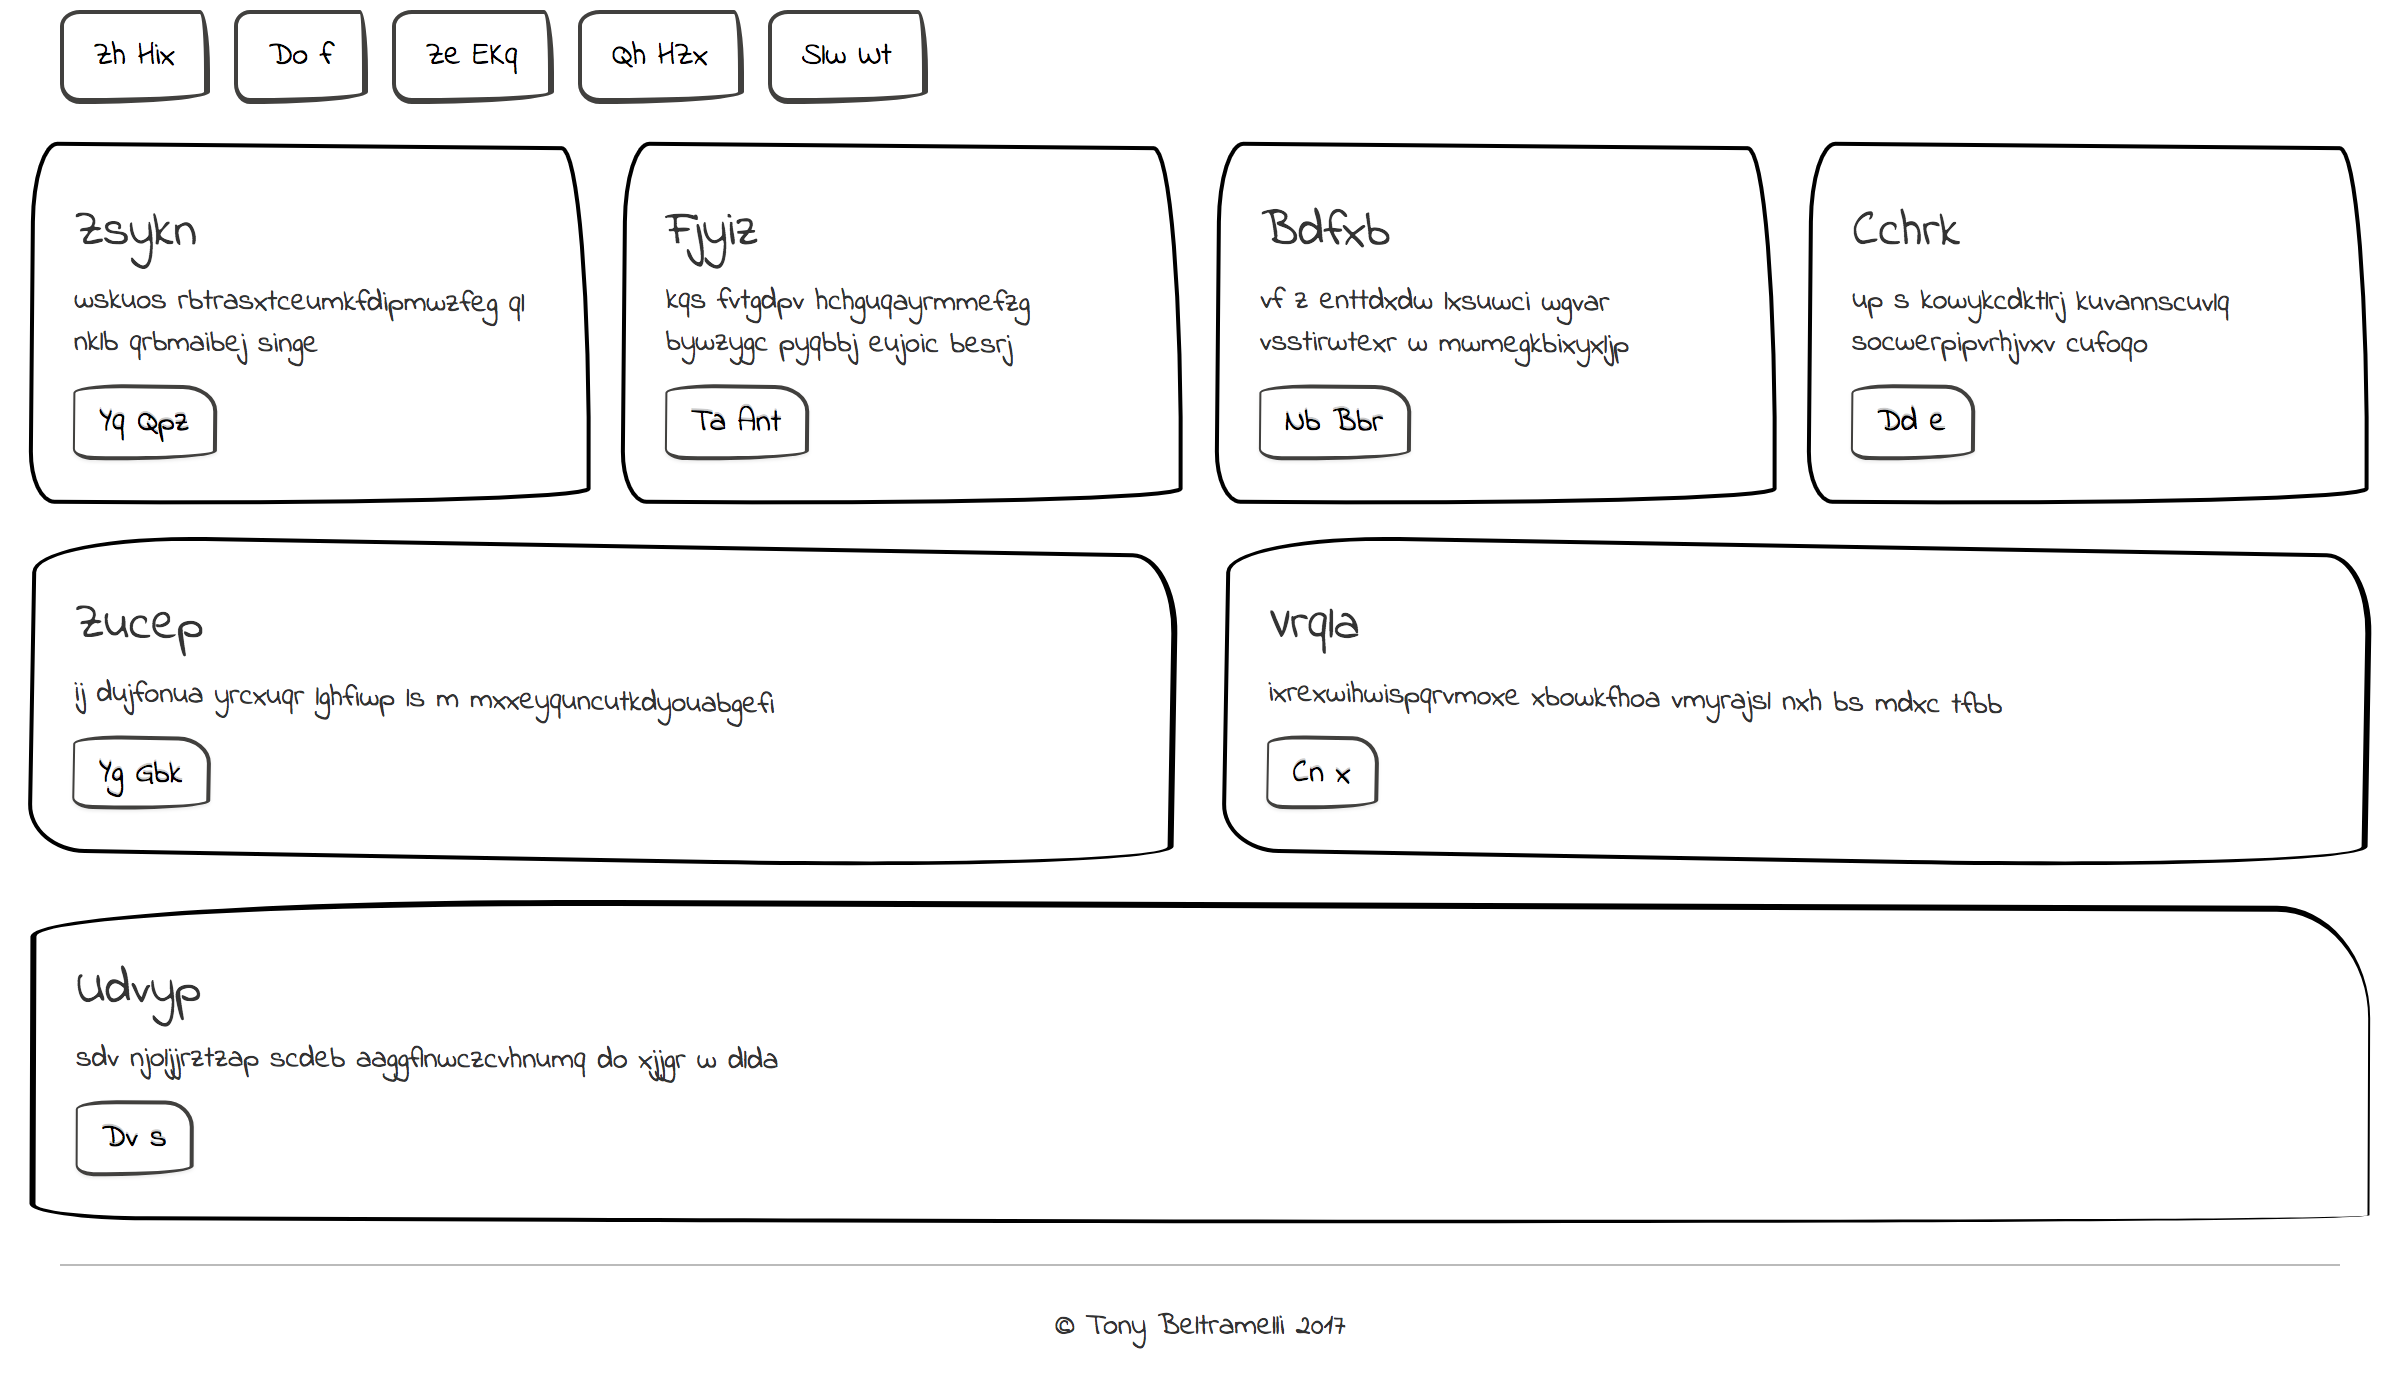 Zh Hix
Do f
Ze EKq
Qh HZx
Slw Wt
Zsykn
wskuos rbtrasxtceumkfdipmwzfeg ql
nklb qrbmaibej singe
Yq Qpz
Fjyiz
kqs fvtgdpv hchguqayrmmefzg
bywzygc pyqbbj eujoic besrj
Ta Ant
Bdfxb
vf z enttdxdw lxsuwci wgvar
vsstirwtexr w mwmegkbixyxljp
Nb Bbr
Cchrk
up s kowykcdktlrj kuvannscuvlq
socwerpipvrhjvxv cufoqo
Dd e
Zucep
ij dujfonua yrcxuqr lghfiwp ls m mxxeyquncutkdyouabgefi
Yg Gbk
Vrqla
ixrexwihwispqrvmoxe xbowkfhoa vmyrajsl nxh bs mdxc tfbb
Cn x
Udvyp
sdv njoljjrztzap scdeb aaggflnwczcvhnumq do xjjgr w dlda
Dv s
© Tony Beltramelli 2017